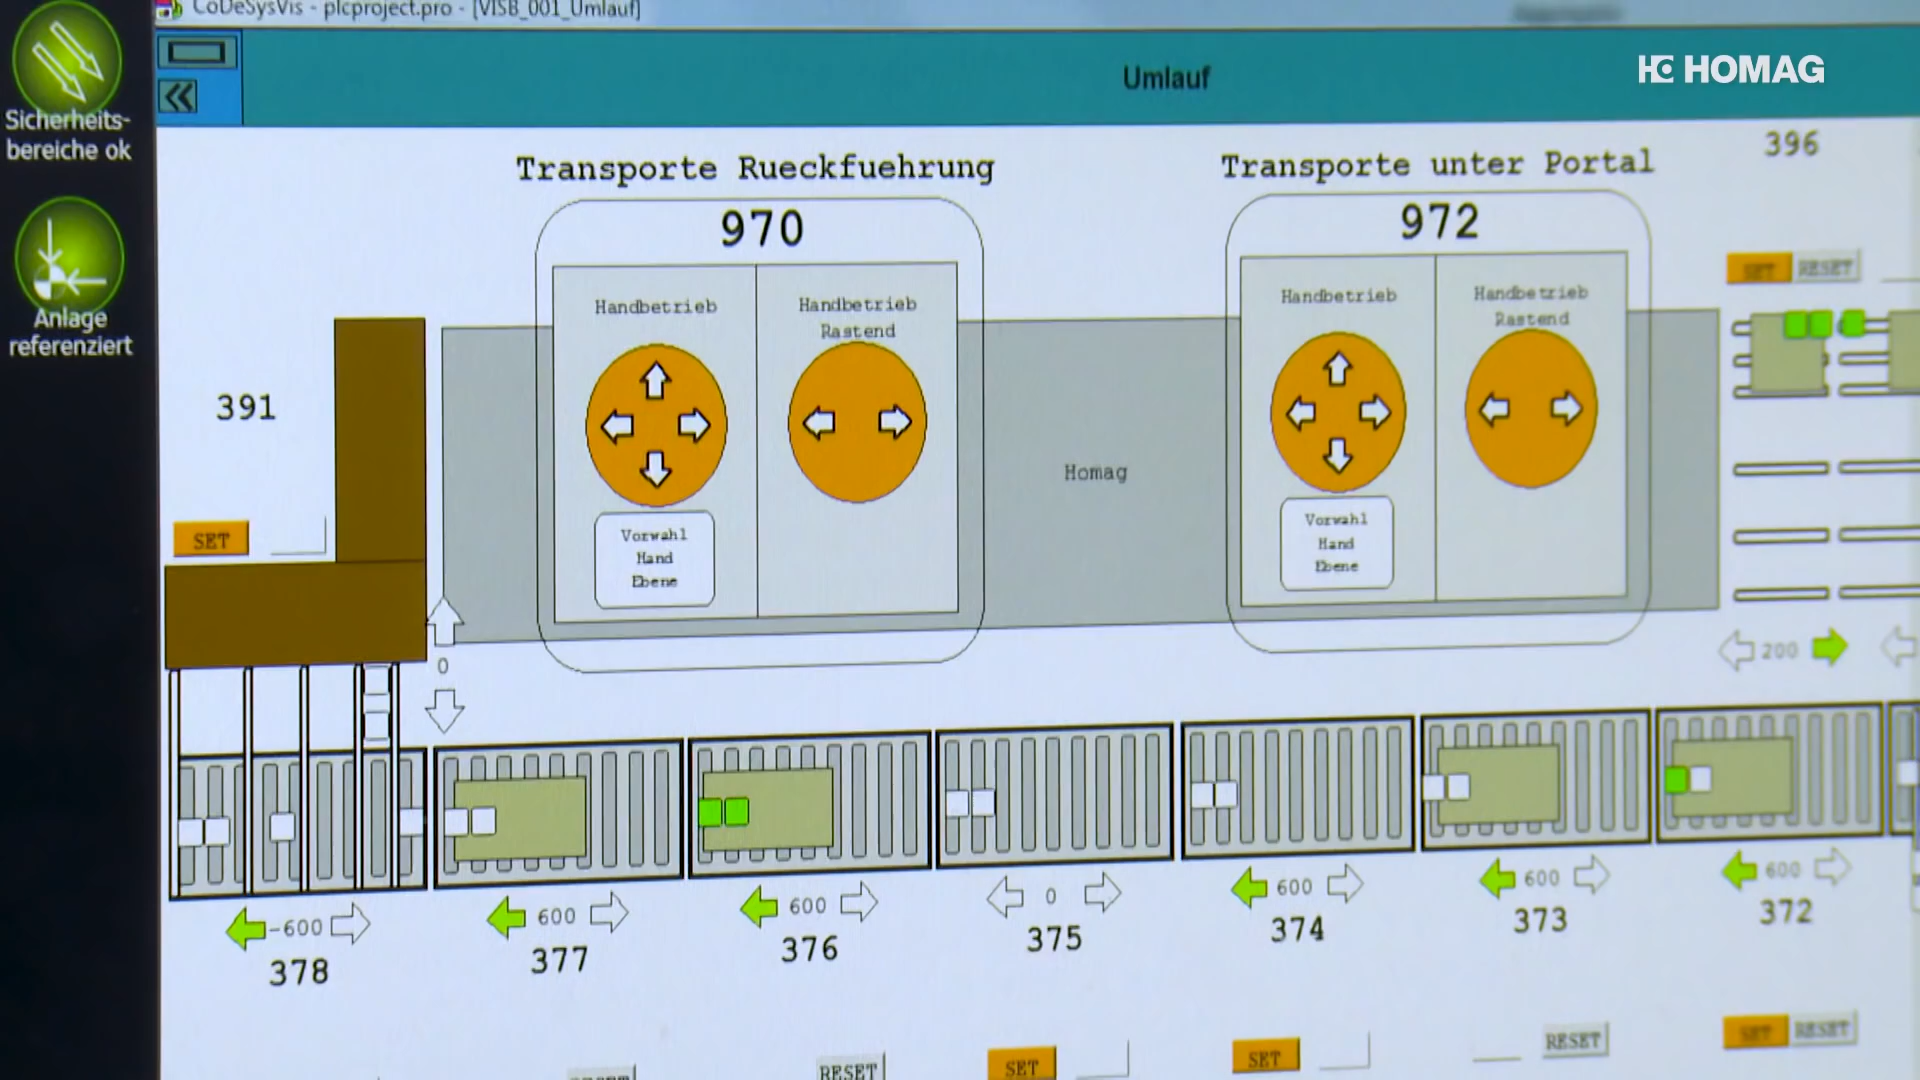 CoDeSysVis - plcproject.pro - [VISB_001_Umlauf]
Umlauf
HOMAG
Sicherheits-
bereiche ok
Anlage
referenziert
Transporte Rueckfuehrung
970
Handbetrieb
Handbetrieb
Rastend
Vorwahl
Hand
Ebene
Transporte unter Portal
972
Handbetrieb
Handbetrieb
Rastend
Vorwahl
Hand
Ebene
396
SET RESET
391
SET
Homag
0
200
-600
378
600
377
600
376
0
375
600
374
600
373
600
372
RESET
SET
SET
RESET
SET RESET